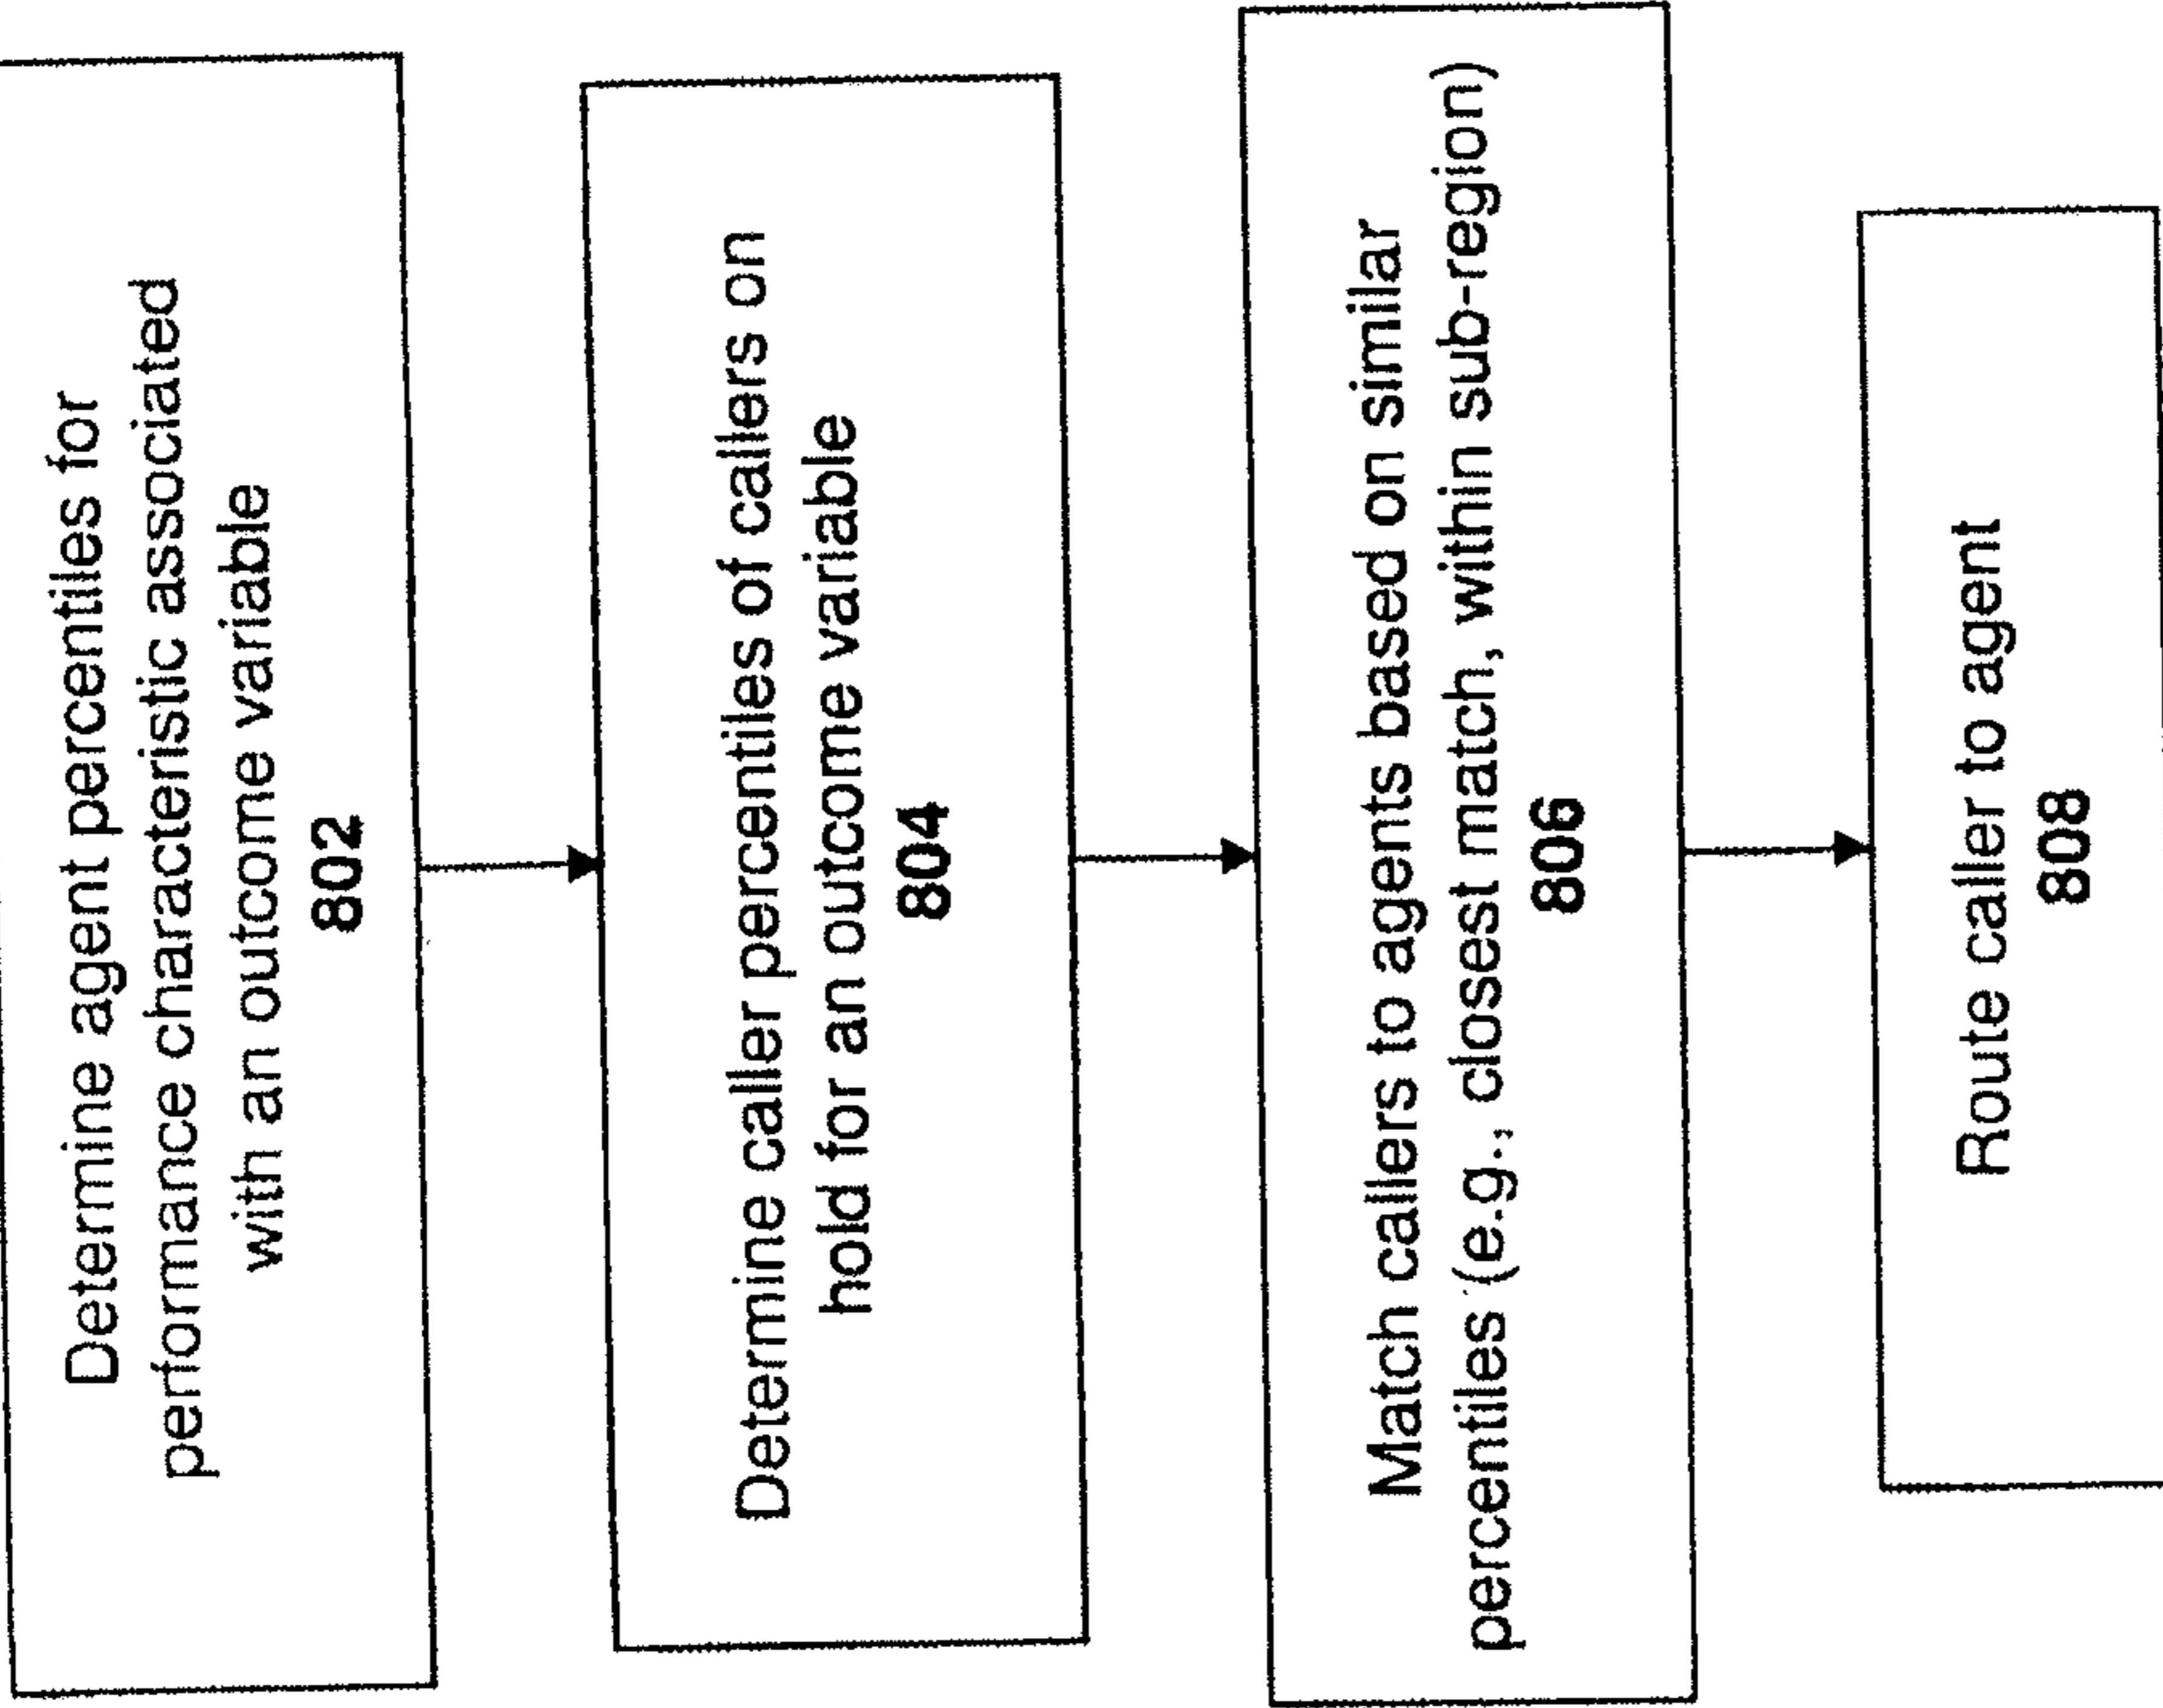 Determine agent percentiles for
performance characteristic associated
with an outcome variable
802
Determine caller percentiles of callers on
hold for an outcome variable
804
Match callers to agents based on similar
percentiles (e.g., closest match, within sub-region)
806
Route caller to agent
808